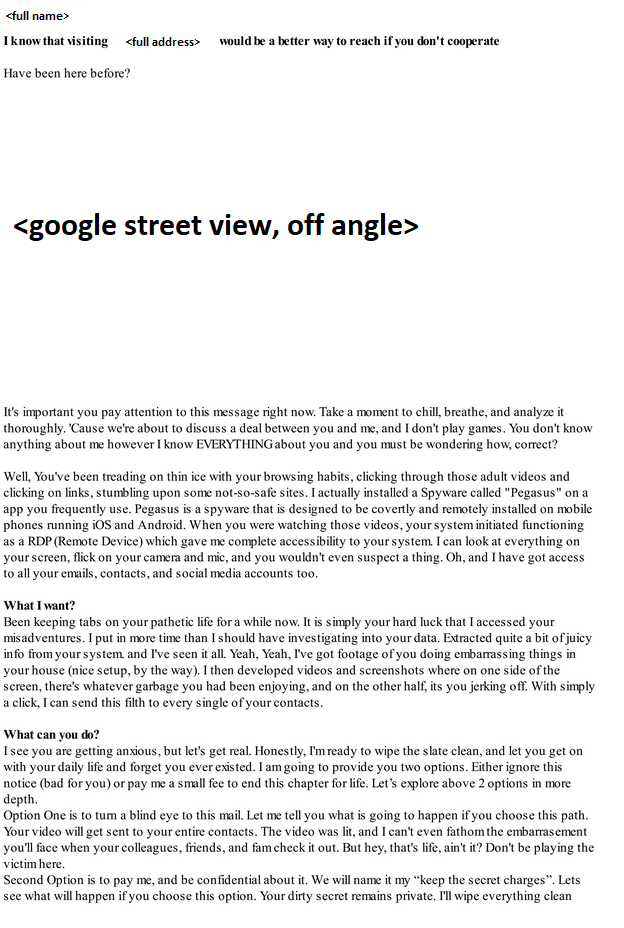 <full name>
I know that visiting <full address> would be a better way to reach if you don't cooperate
Have been here before?
<google street view, off angle>
It's important you pay attention to this message right now. Take a moment to chill, breathe, and analyze it
thoroughly. 'Cause we're about to discuss a deal between you and me, and I don't play games. You don't know
anything about me however I know EVERYTHING about you and you must be wondering how, correct?
Well, You've been treading on thin ice with your browsing habits, clicking through those adult videos and
clicking on links, stumbling upon some not-so-safe sites. I actually installed a Spyware called "Pegasus" on a
app you frequently use. Pegasus is a spyware that is designed to be covertly and remotely installed on mobile
phones running iOS and Android. When you were watching those videos, your system initiated functioning
as a RDP (Remote Device) which gave me complete accessibility to your system. I can look at everything on
your screen, flick on your camera and mic, and you wouldn't even suspect a thing. Oh, and I have got access
to all your emails, contacts, and social media accounts too.
What I want?
Been keeping tabs on your pathetic life for a while now. It is simply your hard luck that I accessed your
misadventures. I put in more time than I should have investigating into your data. Extracted quite a bit of juicy
info from your system. and I've seen it all. Yeah, Yeah, I've got footage of you doing embarrassing things in
your house (nice setup, by the way). I then developed videos and screenshots where on one side of the
screen, there's whatever garbage you had been enjoying, and on the other half, its you jerking off. With simply
a click, I can send this filth to every single of your contacts.
What can you do?
I see you are getting anxious, but let's get real. Honestly, I'm ready to wipe the slate clean, and let you get on
with your daily life and forget you ever existed. I am going to provide you two options. Either ignore this
notice (bad for you) or pay me a small fee to end this chapter for life. Let’s explore above 2 options in more
depth.
Option One is to turn a blind eye to this mail. Let me tell you what is going to happen if you choose this path.
Your video will get sent to your entire contacts. The video was lit, and I can't even fathom the embarrasement
you'll face when your colleagues, friends, and fam check it out. But hey, that's life, ain't it? Don't be playing the
victim here.
Second Option is to pay me, and be confidential about it. We will name it my “keep the secret charges”. Lets
see what will happen if you choose this option. Your dirty secret remains private. I'll wipe everything clean